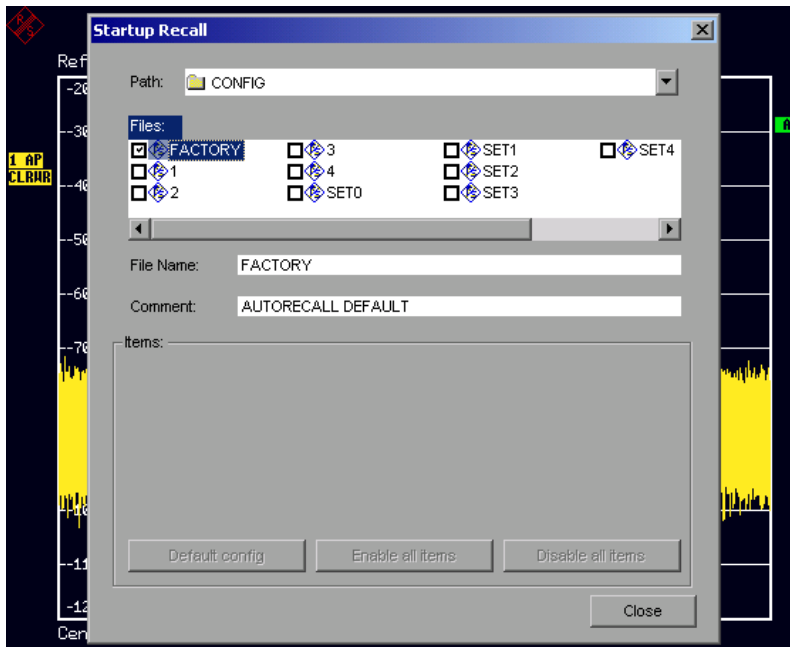 R S
Startup Recall
Ref
Path: CONFIG
-20
Files:
-30
FACTORY 3 SET1 SET4
1 AP
1 4 SET2
CLRWR
-40
2 SET0 SET3
-50
File Name: FACTORY
-60
Comment: AUTORECALL DEFAULT
Items:
-70
Default config Enable all items Disable all items
-11
-12
Close
Cen